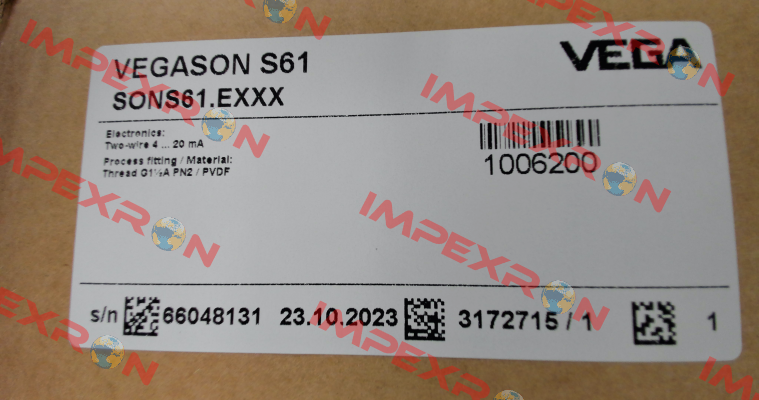 VEGASON S61
VEGA
SONS61.EXXX
Electronics:
Two-wire 4 ... 20 mA
Process fitting / Material:
Thread G1½A PN2 / PVDF
1006200
s/n 66048131 23.10.2023 3172715 / 1 1
IMPEXRON
IMPEXRON
IMPEXRON
IMPEXRON
IMPEXRON
IMPEXRON